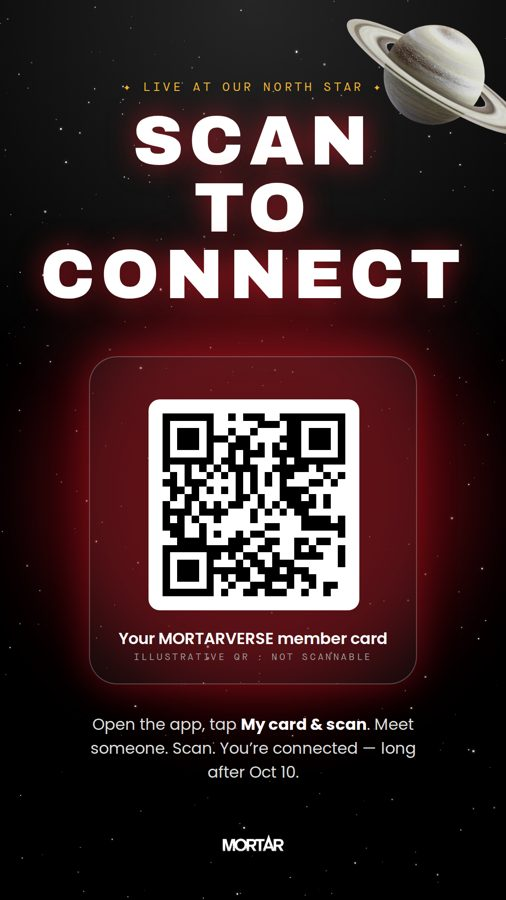 ✦ LIVE AT OUR NORTH STAR ✦
SCAN
TO
CONNECT
Your MORTARVERSE member card
ILLUSTRATIVE QR · NOT SCANNABLE
Open the app, tap My card & scan. Meet
someone. Scan. You’re connected — long
after Oct 10.
MORTAR